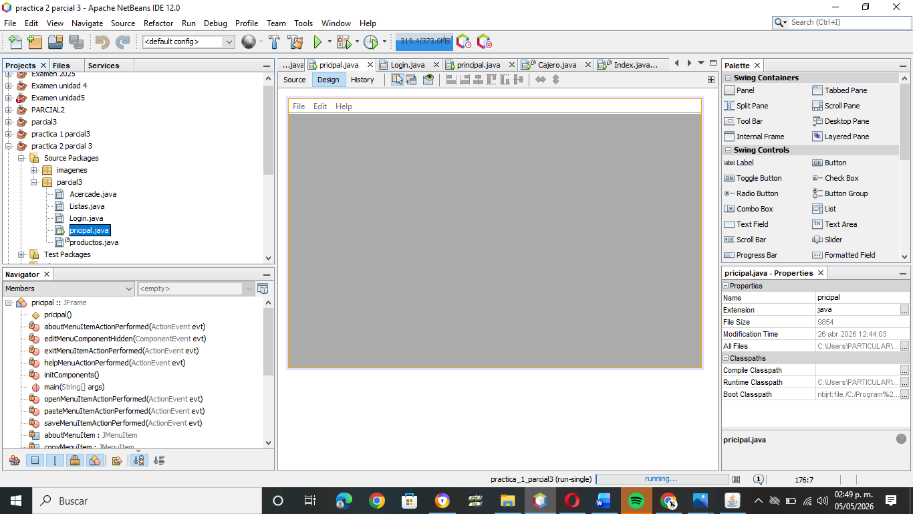 practica 2 parcial 3 - Apache NetBeans IDE 12.0
File Edit View Navigate Source Refactor Run Debug Profile Team Tools Window Help
Search (Ctrl+I)
<default config>
319.4/373.0MB
Projects Files Services
Examen 2025
Examen unidad 4
Examen unidad5
PARCIAL2
parcial3
practica 1 parcial3
practica 2 parcial 3
Source Packages
imagenes
parcial3
Acercade.java
Listas.java
Login.java
pricipal.java
productos.java
Test Packages
Navigator
Members <empty>
pricipal :: JFrame
pricipal()
aboutMenuItemActionPerformed(ActionEvent evt)
editMenuComponentHidden(ComponentEvent evt)
exitMenuItemActionPerformed(ActionEvent evt)
helpMenuActionPerformed(ActionEvent evt)
initComponents()
main(String[] args)
openMenuItemActionPerformed(ActionEvent evt)
pasteMenuItemActionPerformed(ActionEvent evt)
saveMenuItemActionPerformed(ActionEvent evt)
aboutMenuItem : JMenuItem
copyMenuItem : JMenuItem
...java pricipal.java Login.java principal.java Cajero.java Index.java...
Source Design History
File Edit Help
Palette
Swing Containers
Panel Tabbed Pane
Split Pane Scroll Pane
Tool Bar Desktop Pane
Internal Frame Layered Pane
Swing Controls
Label Button
Toggle Button Check Box
Radio Button Button Group
Combo Box List
Text Field Text Area
Scroll Bar Slider
Progress Bar Formatted Field
pricipal.java - Properties
Properties
Name pricipal
Extension java
File Size 9854
Modification Time 26 abr 2026 12:44:03
All Files C:\Users\PARTICULAR\...
Classpaths
Compile Classpath
Runtime Classpath C:\Users\PARTICULAR\...
Boot Classpath nbjrt:file:/C:/Program%2...
pricipal.java
practica_1_parcial3 (run-single) running... 1 176:7
Buscar
02:49 p. m.
05/05/2026